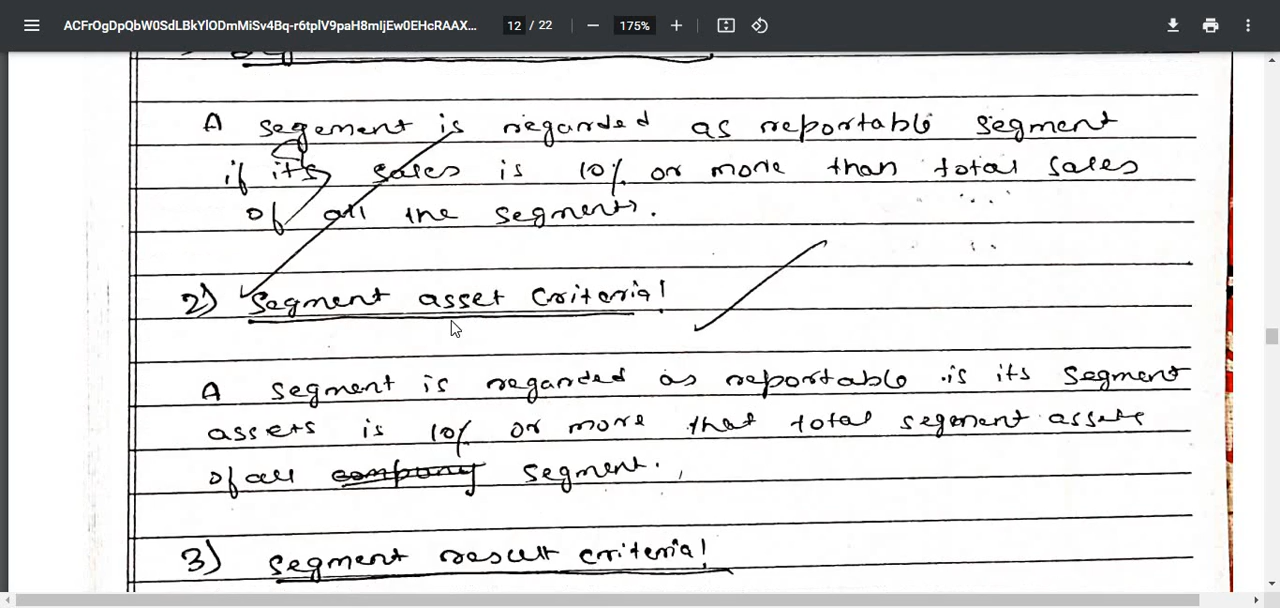 ACFrOgDpQbW0SdLBkYlODmMiSv4Bq-r6tplV9paH8mljEw0EHcRAAX... 12 / 22 175%
A segement is regarded as reportable segment
if its sales is 10% or more than total sales
of all the segments.
2) Segment asset criteria!
A segment is regarded as reportable is its segment
assets is 10% or more that total segment assets
of all company segment.
3) segment result criteria!